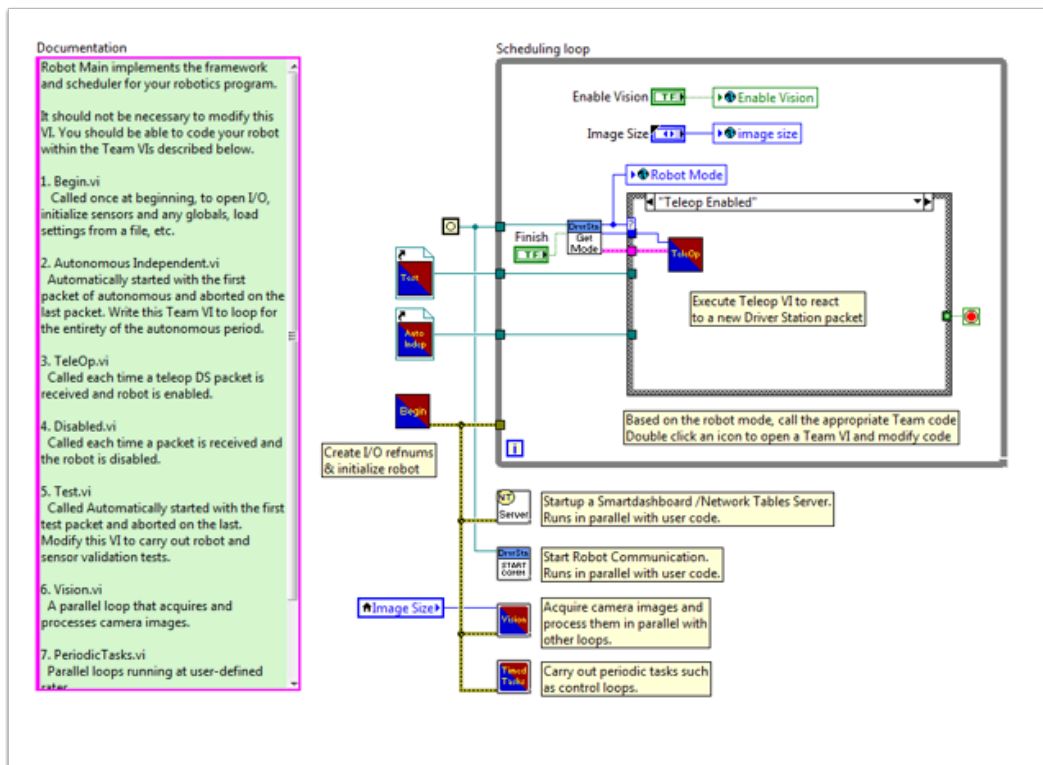 Documentation
Robot Main implements the framework
and scheduler for your robotics program.
It should not be necessary to modify this
VI. You should be able to code your robot
within the Team VIs described below.
1. Begin.vi
Called once at beginning, to open I/O,
initialize sensors and any globals, load
settings from a file, etc.
2. Autonomous Independent.vi
Automatically started with the first
packet of autonomous and aborted on the
last packet. Write this Team VI to loop for
the entirety of the autonomous period.
3. TeleOp.vi
Called each time a teleop DS packet is
received and robot is enabled.
4. Disabled.vi
Called each time a packet is received and
the robot is disabled.
5. Test.vi
Called Automatically started with the first
test packet and aborted on the last.
Modify this VI to carry out robot and
sensor validation tests.
6. Vision.vi
A parallel loop that acquires and
processes camera images.
7. PeriodicTasks.vi
Parallel loops running at user-defined
Scheduling loop
Enable Vision
TF
Enable Vision
Image Size
image size
Robot Mode
"Teleop Enabled"
Finish
TF
DrvrSta
Get
Mode
?
TeleOp
Test
Execute Teleop VI to react
to a new Driver Station packet
Auto
Indep
Begin
Based on the robot mode, call the appropriate Team code
Double click an icon to open a Team VI and modify code
i
Create I/O refnums
& initialize robot
NT
Server
Startup a Smartdashboard /Network Tables Server.
Runs in parallel with user code.
DrvrSta
START
COMM
Start Robot Communication.
Runs in parallel with user code.
Image Size
Vision
Acquire camera images and
process them in parallel with
other loops.
Timed
Tasks
Carry out periodic tasks such
as control loops.